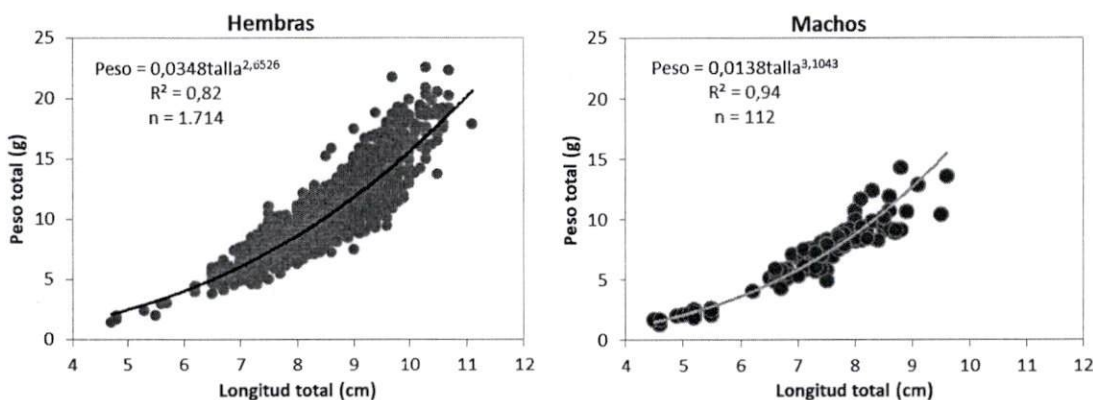 Hembras
25
20
15
10
5
0
Peso total (g)
Peso = 0,0348talla^2,6526
R² = 0,82
n = 1.714
4 5 6 7 8 9 10 11 12
Longitud total (cm)
Machos
25
20
15
10
5
0
Peso total (g)
Peso = 0,0138talla^3,1043
R² = 0,94
n = 112
4 5 6 7 8 9 10 11 12
Longitud total (cm)